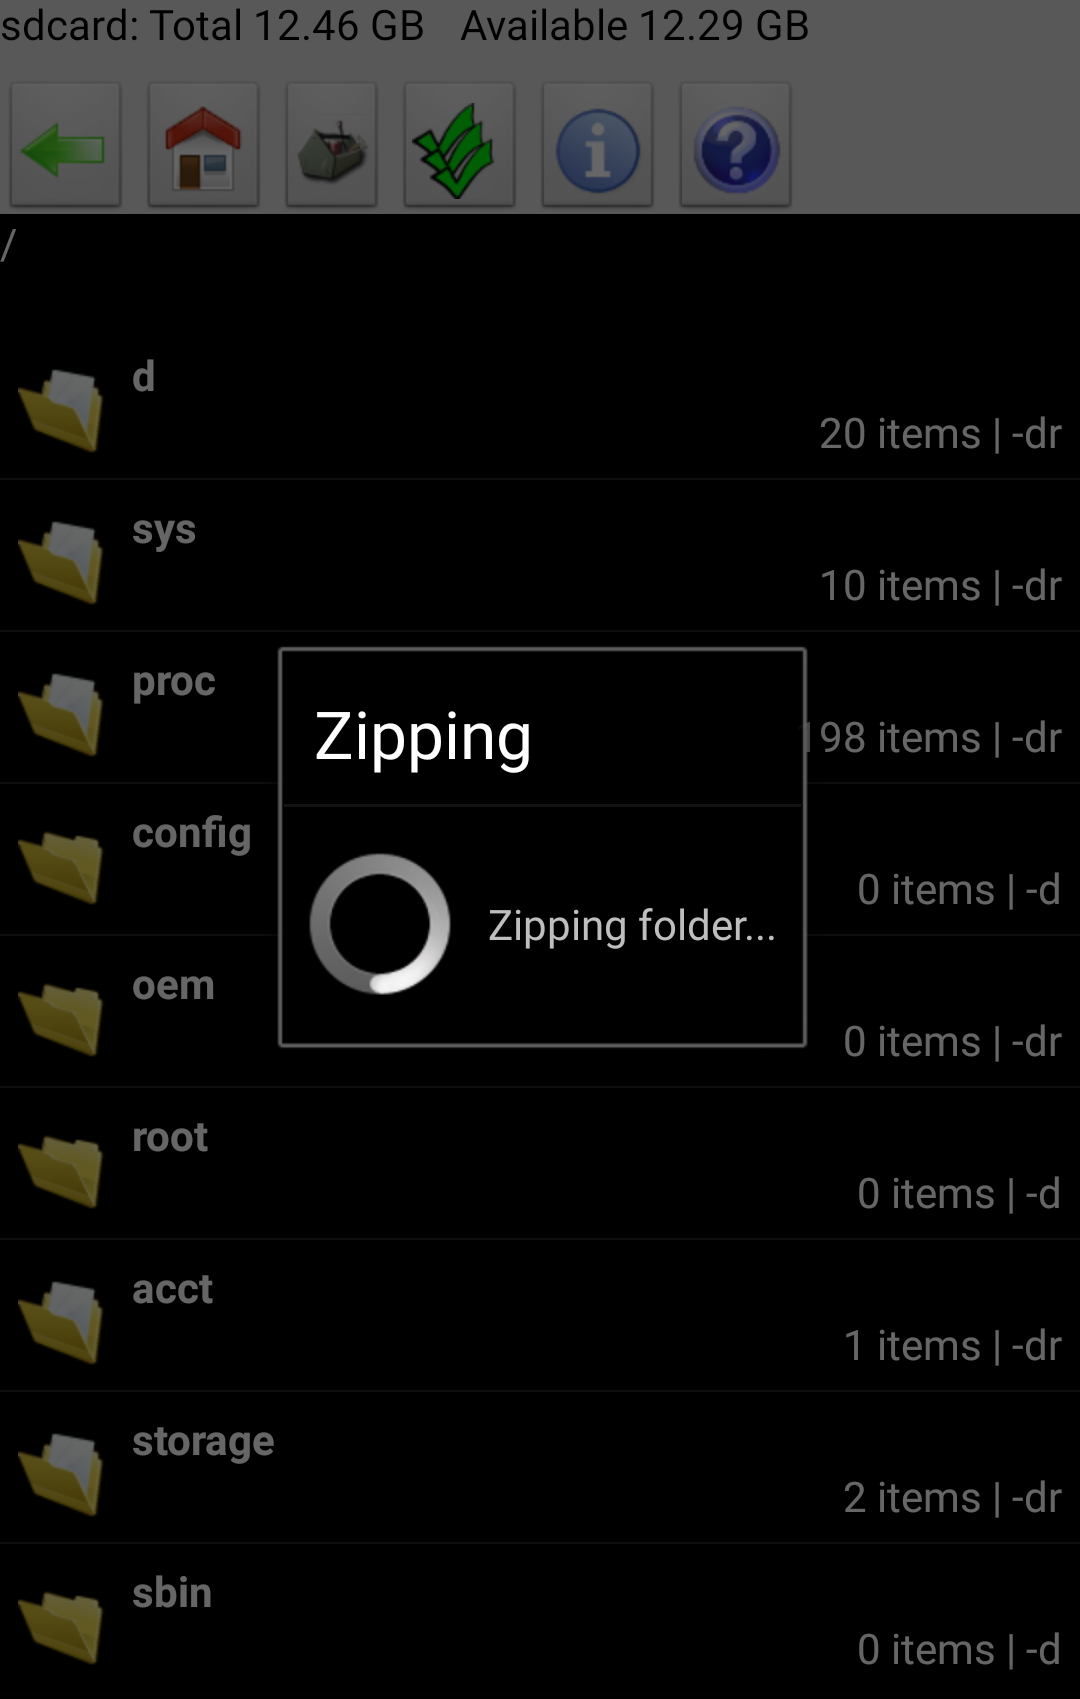 sdcard: Total 12.46 GB   Available 12.29 GB
/
d
20 items | -dr
sys
10 items | -dr
proc
198 items | -dr
Zipping
config
0 items | -d
Zipping folder...
oem
0 items | -dr
root
0 items | -d
acct
1 items | -dr
storage
2 items | -dr
sbin
0 items | -d